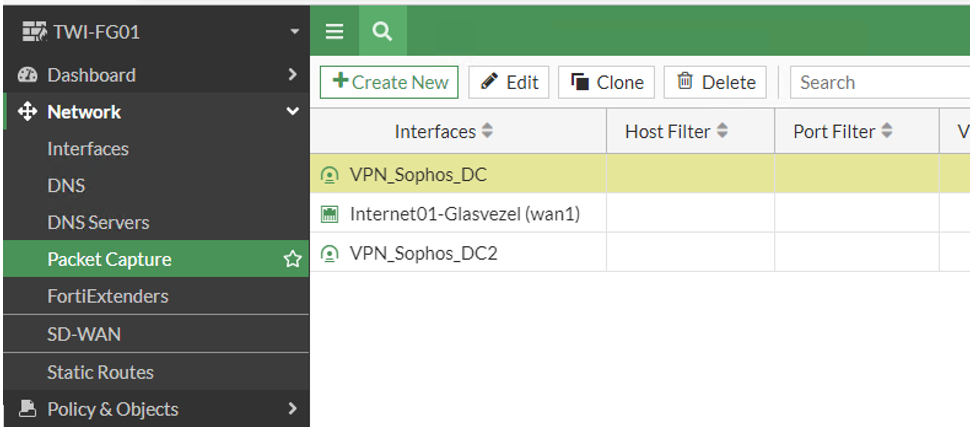 TWI-FG01
Dashboard
Network
Interfaces
DNS
DNS Servers
Packet Capture
FortiExtenders
SD-WAN
Static Routes
Policy & Objects
Create New Edit Clone Delete Search
Interfaces Host Filter Port Filter V
VPN_Sophos_DC
Internet01-Glasvezel (wan1)
VPN_Sophos_DC2